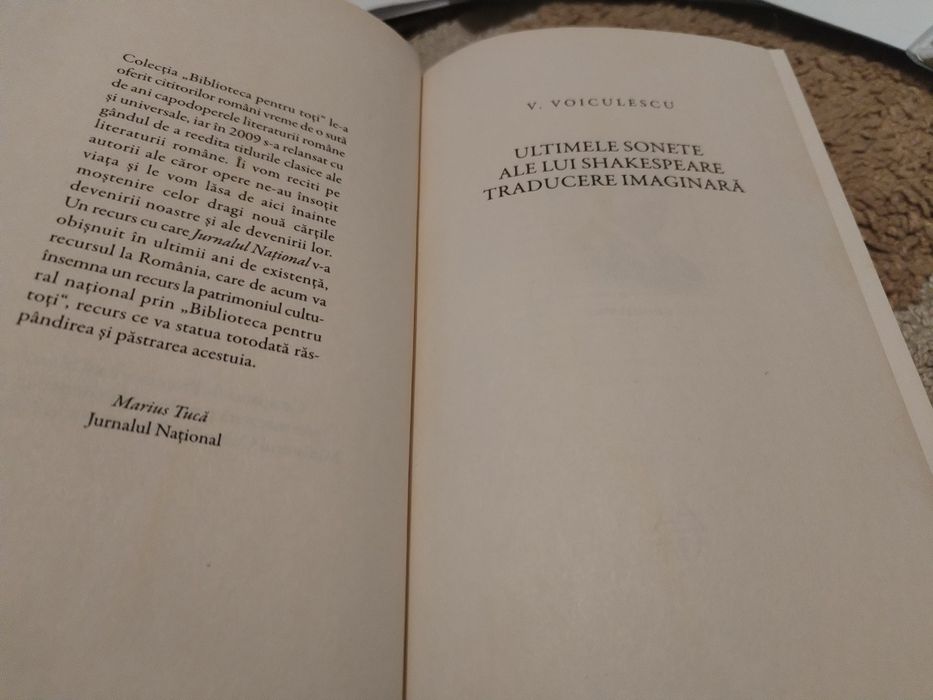 Colecția „Biblioteca pentru toți“ le-a
oferit cititorilor români vreme de o sută
de ani capodoperele literaturii române
și universale, iar în 2009 s-a relansat cu
gândul de a reedita titlurile clasice ale
literaturii române. Îi vom reciti pe
autorii ale căror opere ne-au însoțit
viața și le vom lăsa de aici înainte
moștenire celor dragi nouă cărțile
devenirii noastre și ale devenirii lor.
Un recurs cu care Jurnalul Național v-a
obișnuit în ultimii ani de existență,
recursul la România, care de acum va
însemna un recurs la patrimoniul cultu-
ral național prin „Biblioteca pentru
toți“, recurs ce va statua totodată răs-
pândirea și păstrarea acestuia.
Marius Tucă
Jurnalul Național
V. VOICULESCU
ULTIMELE SONETE
ALE LUI SHAKESPEARE
TRADUCERE IMAGINARĂ